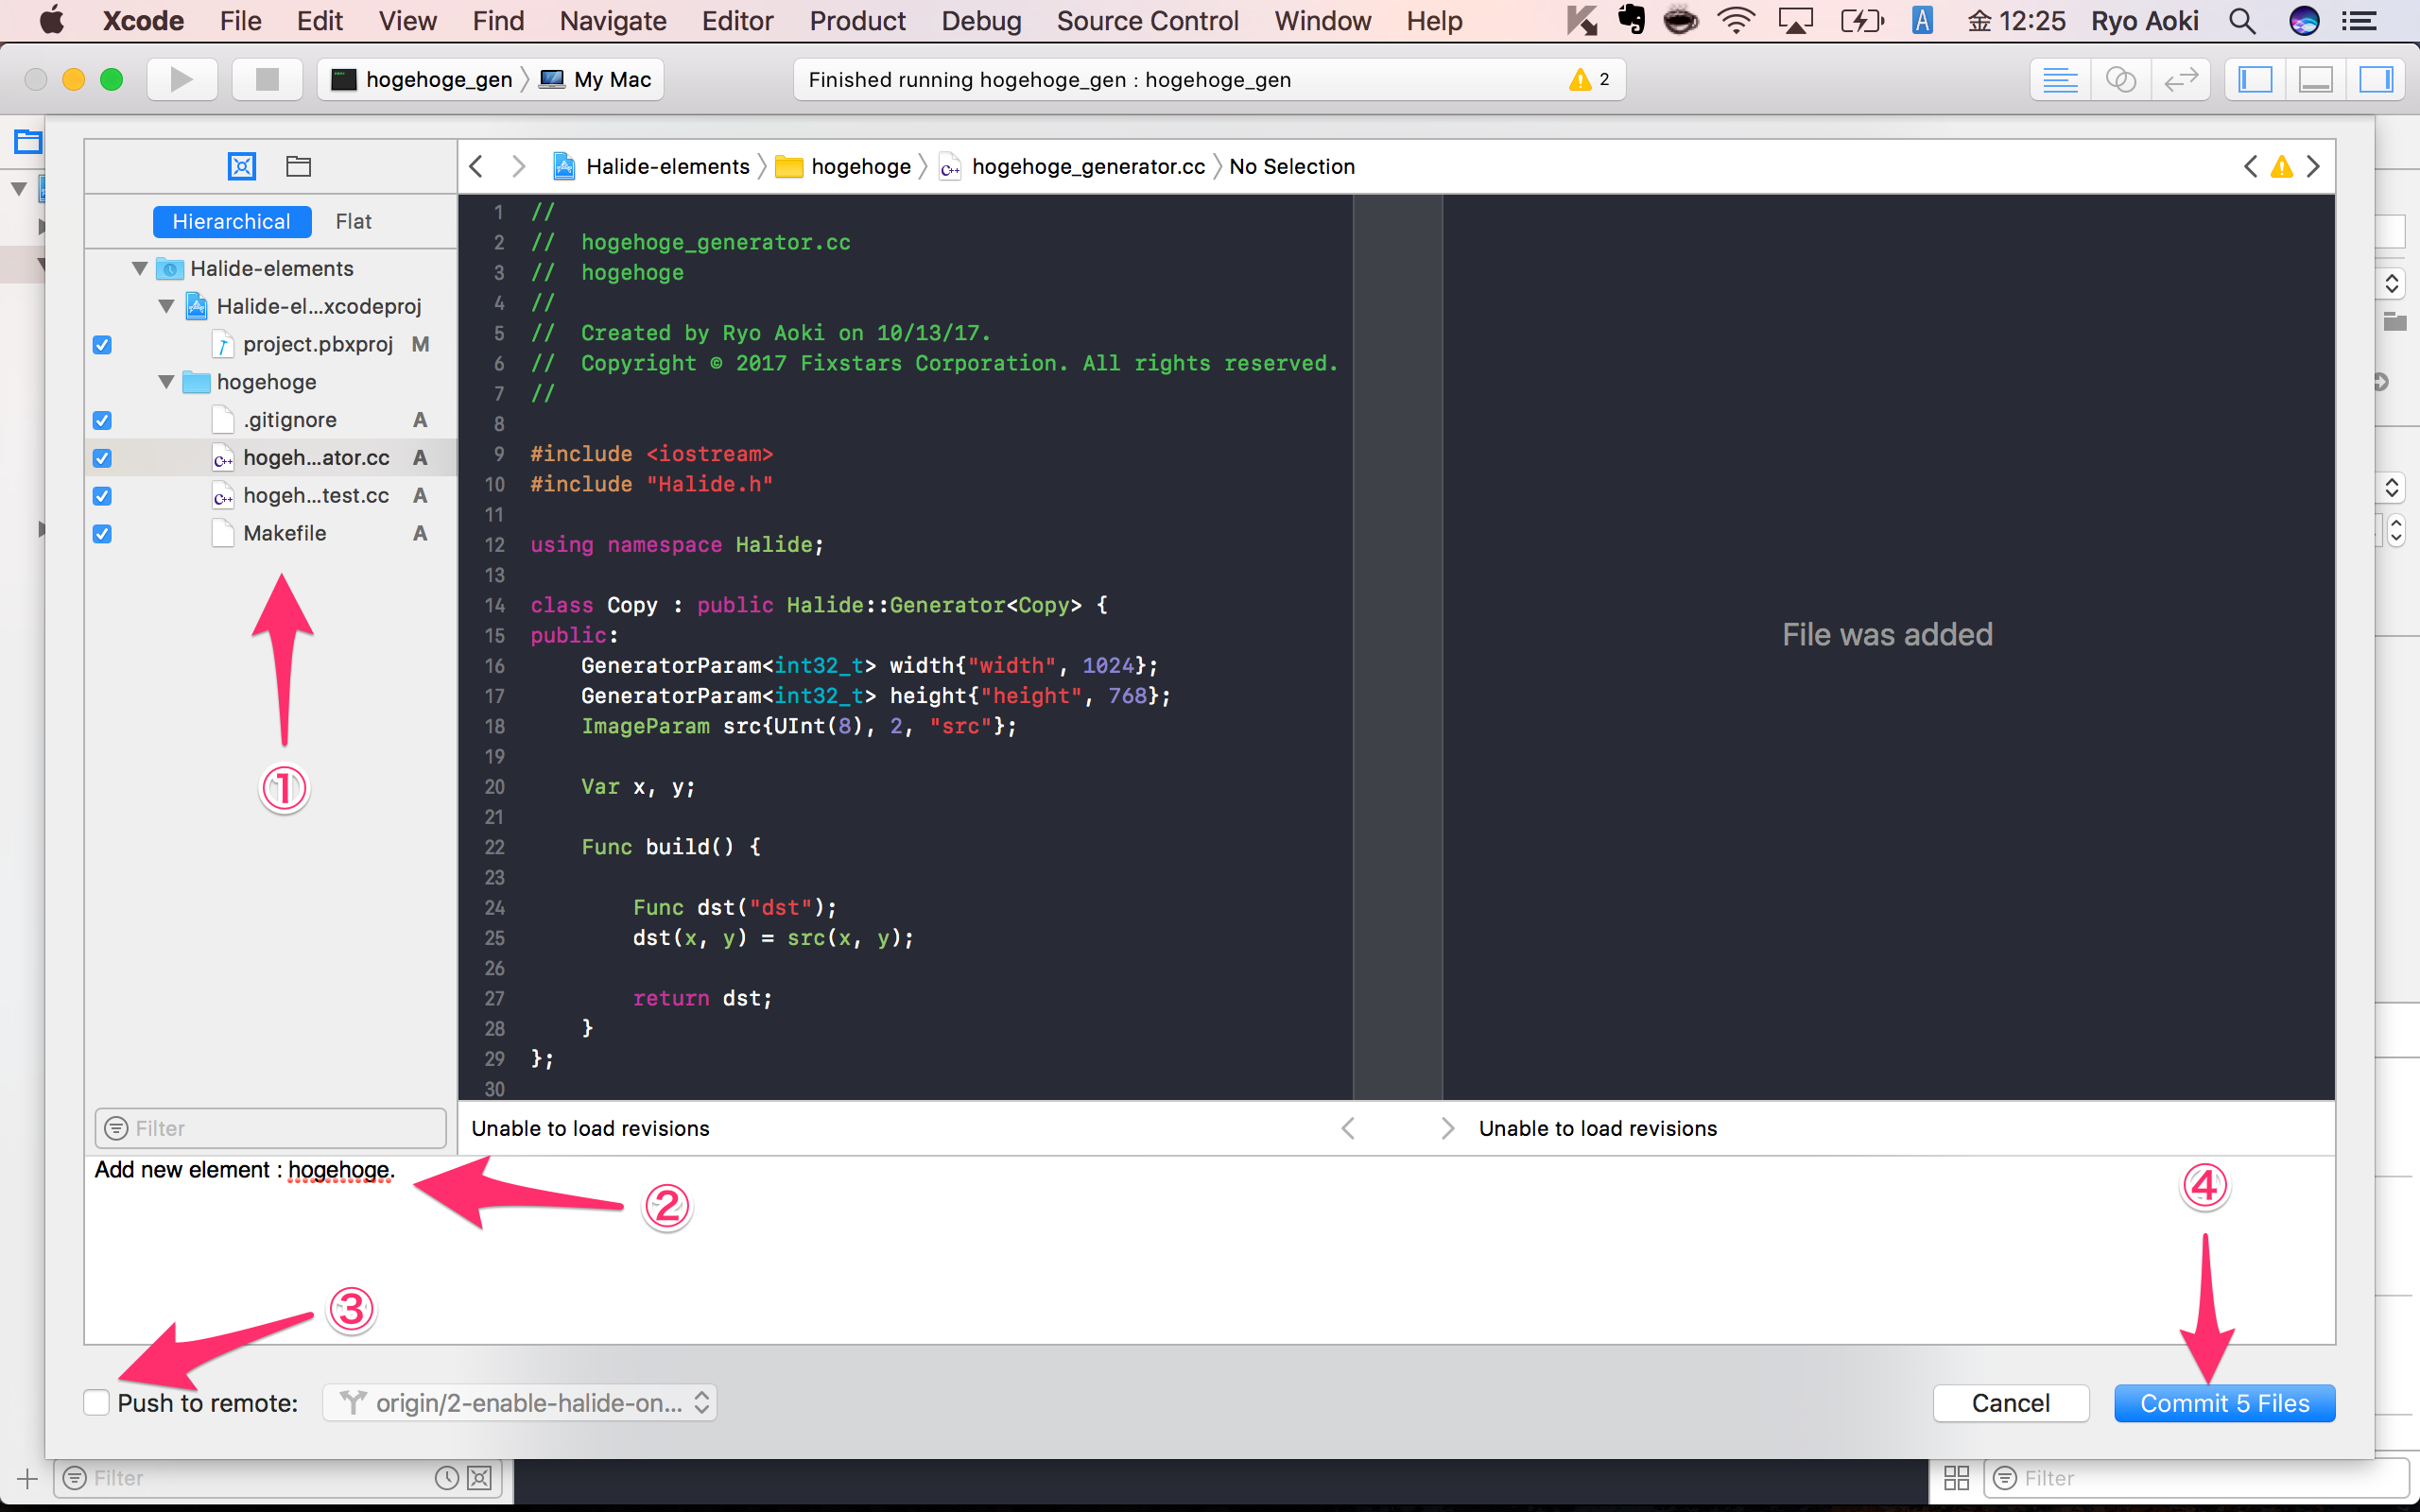 Xcode File Edit View Find Navigate Editor Product Debug Source Control Window Help A 金 12:25 Ryo Aoki
hogehoge_gen My Mac Finished running hogehoge_gen : hogehoge_gen 2
Halide-elements hogehoge hogehoge_generator.cc No Selection
Hierarchical Flat
Halide-elements
Halide-el...xcodeproj
project.pbxproj M
hogehoge
.gitignore A
hogeh...ator.cc A
hogeh...test.cc A
Makefile A
①
1 //
2 // hogehoge_generator.cc
3 // hogehoge
4 //
5 // Created by Ryo Aoki on 10/13/17.
6 // Copyright © 2017 Fixstars Corporation. All rights reserved.
7 //
8
9 #include <iostream>
10 #include "Halide.h"
11
12 using namespace Halide;
13
14 class Copy : public Halide::Generator<Copy> {
15 public:
16 GeneratorParam<int32_t> width{"width", 1024};
17 GeneratorParam<int32_t> height{"height", 768};
18 ImageParam src{UInt(8), 2, "src"};
19
20 Var x, y;
21
22 Func build() {
23
24 Func dst("dst");
25 dst(x, y) = src(x, y);
26
27 return dst;
28 }
29 };
30
File was added
Filter
Unable to load revisions Unable to load revisions
Add new element : hogehoge.
②
④
③
Push to remote: origin/2-enable-halide-on... Cancel Commit 5 Files
Filter Filter